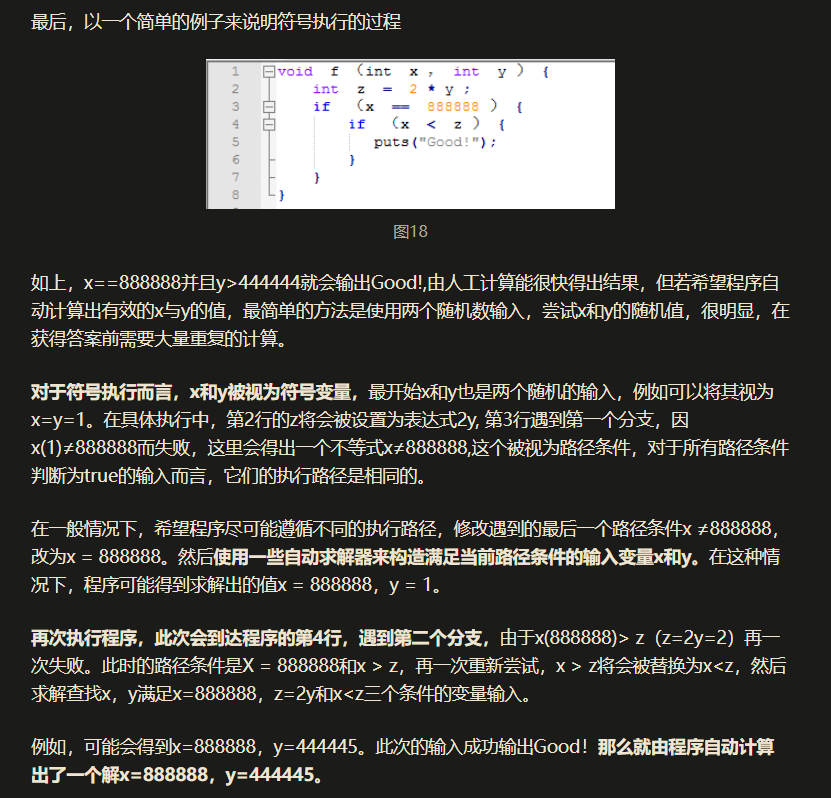 最后，以一个简单的例子来说明符号执行的过程
1 void f (int x , int y ) {
2 int z = 2 * y ;
3 if (x == 888888 ) {
4 if (x < z ) {
5 puts("Good!");
6 }
7 }
8 }
图18
如上，x==888888并且y>444444就会输出Good!,由人工计算能很快得出结果，但若希望程序自
动计算出有效的x与y的值，最简单的方法是使用两个随机数输入，尝试x和y的随机值，很明显，在
获得答案前需要大量重复的计算。
对于符号执行而言，x和y被视为符号变量，最开始x和y也是两个随机的输入，例如可以将其视为
x=y=1。在具体执行中，第2行的z将会被设置为表达式2y, 第3行遇到第一个分支，因
x(1)≠888888而失败，这里会得出一个不等式x≠888888,这个被视为路径条件，对于所有路径条件
判断为true的输入而言，它们的执行路径是相同的。
在一般情况下，希望程序尽可能遵循不同的执行路径，修改遇到的最后一个路径条件x ≠888888，
改为x = 888888。然后使用一些自动求解器来构造满足当前路径条件的输入变量x和y。在这种情
况下，程序可能得到求解出的值x = 888888，y = 1。
再次执行程序，此次会到达程序的第4行，遇到第二个分支，由于x(888888)> z（z=2y=2）再一
次失败。此时的路径条件是X = 888888和x > z，再一次重新尝试，x > z将会被替换为x<z，然后
求解查找x，y满足x=888888，z=2y和x<z三个条件的变量输入。
例如，可能会得到x=888888，y=444445。此次的输入成功输出Good！那么就由程序自动计算
出了一个解x=888888，y=444445。